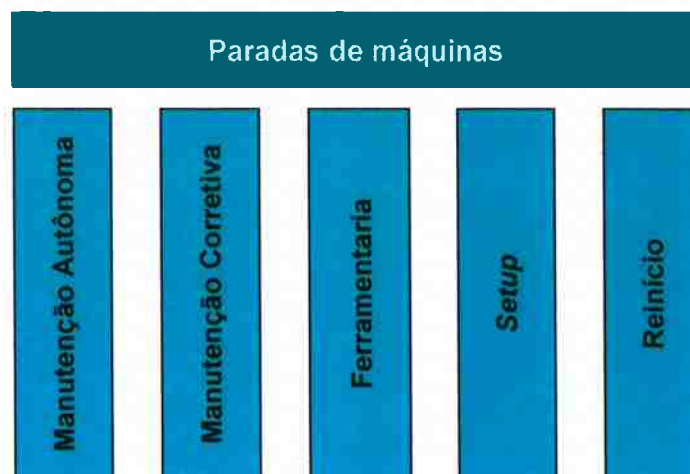 Paradas de máquinas
Manutenção Autônoma
Manutenção Corretiva
Ferramentaria
Setup
Reinício